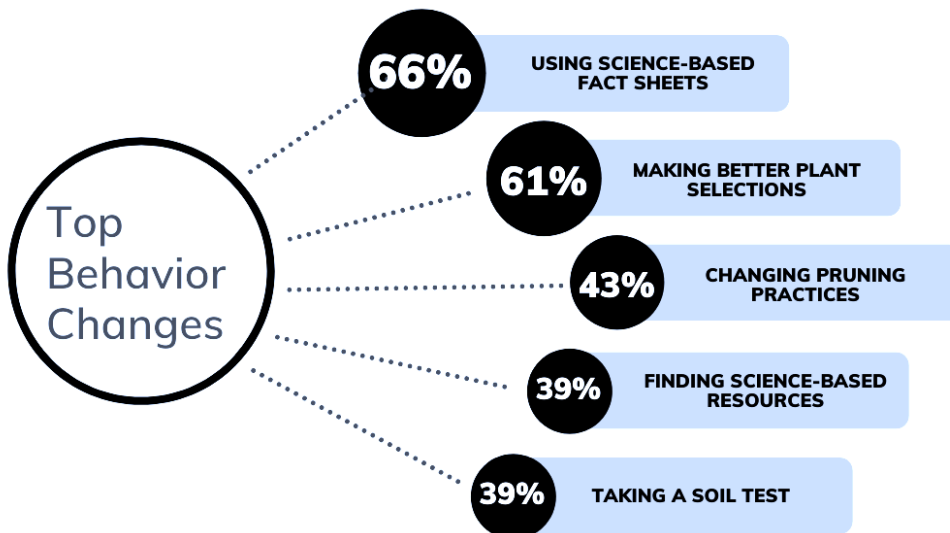 Top
Behavior
Changes
66%
USING SCIENCE-BASED
FACT SHEETS
61%
MAKING BETTER PLANT
SELECTIONS
43%
CHANGING PRUNING
PRACTICES
39%
FINDING SCIENCE-BASED
RESOURCES
39%
TAKING A SOIL TEST